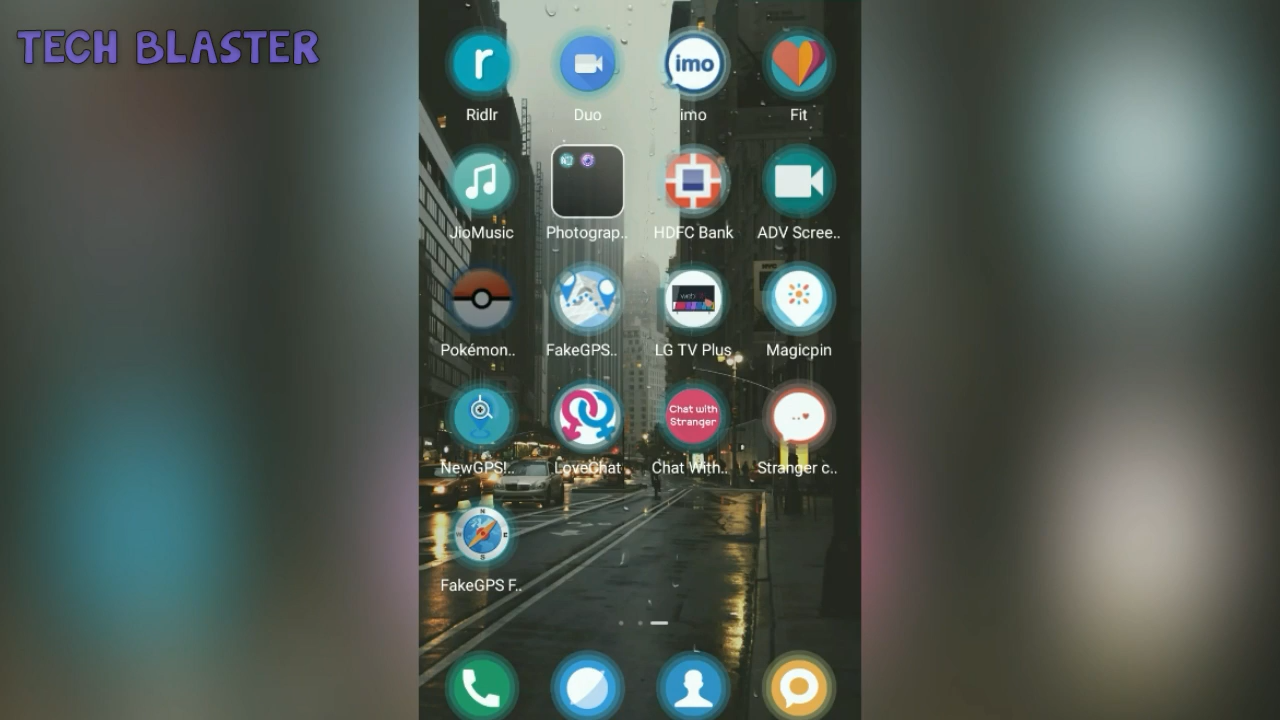 TECH BLASTER
r
imo
Ridlr
Duo
imo
Fit
JioMusic
Photograp..
HDFC Bank
ADV Scree..
Pokémon..
FakeGPS..
LG TV Plus
Magicpin
Chat with
Stranger
NewGPS!..
LoveChat
Chat With..
Stranger c..
N
W
E
S
FakeGPS F..